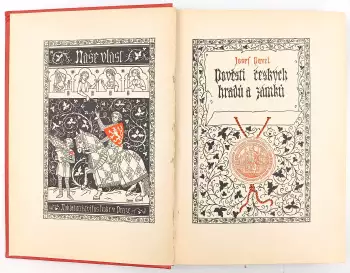 Naše vlast
Josef Pavel
Pověsti českých
hradů a zámků